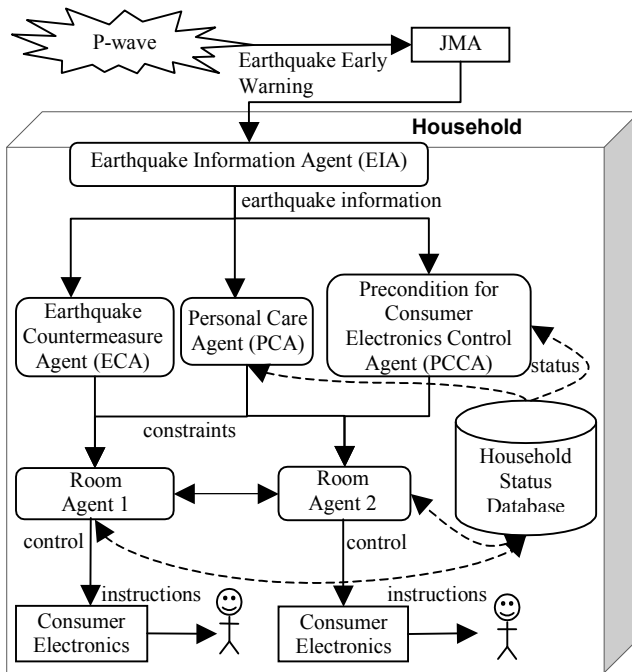 P-wave
JMA
Earthquake Early
Warning
Household
Earthquake Information Agent (EIA)
earthquake information
Earthquake
Countermeasure
Agent (ECA)
Personal Care
Agent (PCA)
Precondition for
Consumer
Electronics Control
Agent (PCCA)
status
constraints
Household
Status
Database
Room
Agent 1
Room
Agent 2
control
control
instructions
instructions
Consumer
Electronics
Consumer
Electronics